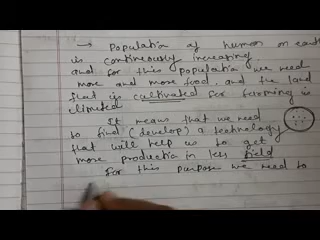 → Population of human on earth
is continuously increasing
and for this population we need
more and more food. and the land
that is cultivated for farming is
limited
It means that we need
to find (develop) a technology
that will help us to get
more production in less field
For this purpose we need to